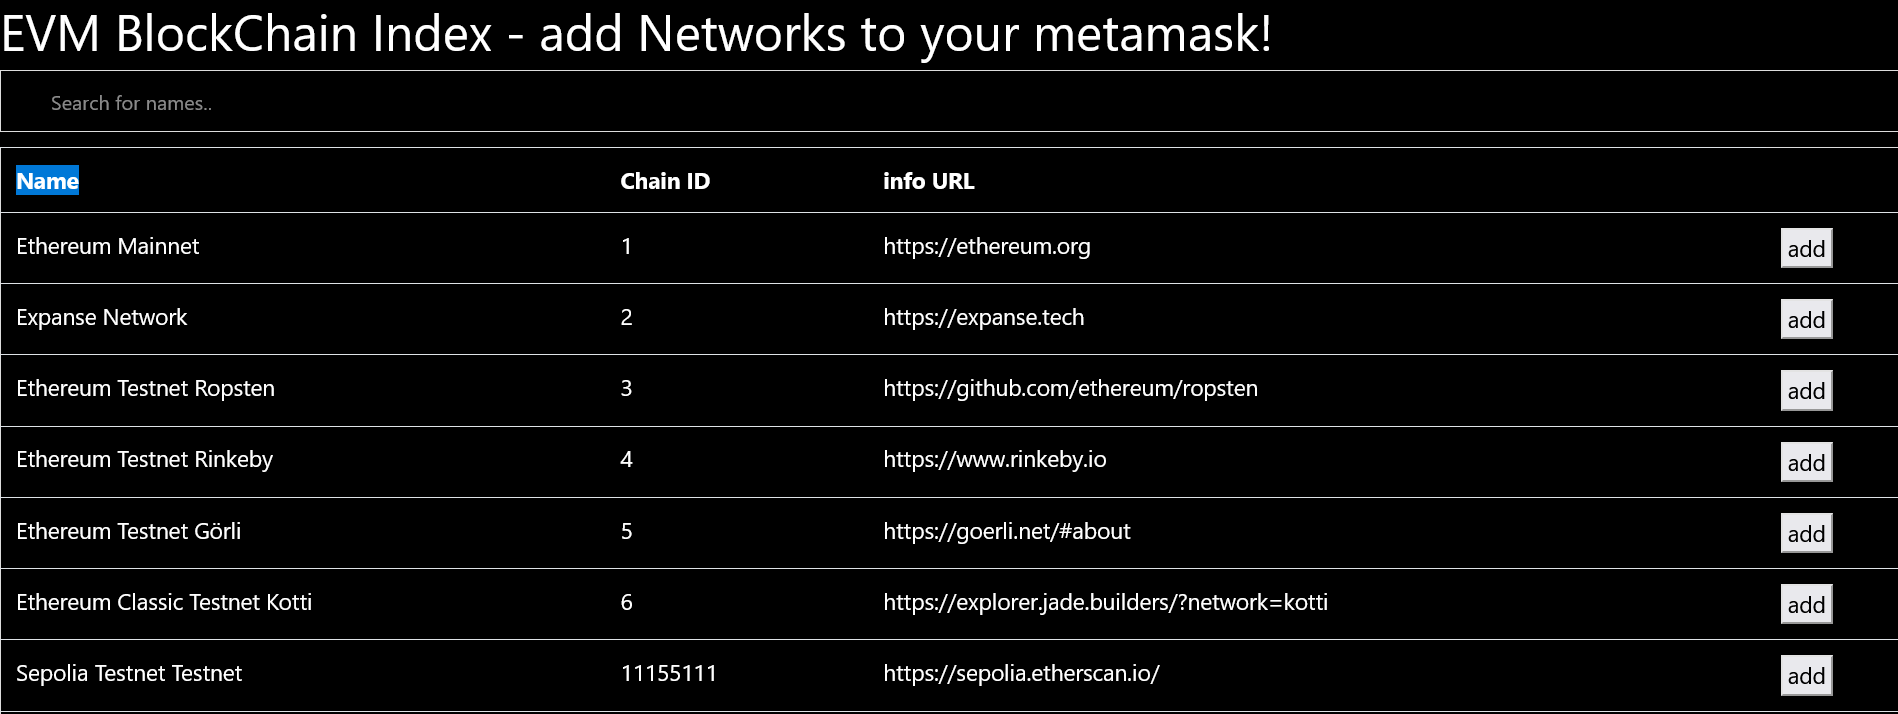 EVM BlockChain Index - add Networks to your metamask!
Search for names..
Name Chain ID info URL
Ethereum Mainnet 1 https://ethereum.org add
Expanse Network 2 https://expanse.tech add
Ethereum Testnet Ropsten 3 https://github.com/ethereum/ropsten add
Ethereum Testnet Rinkeby 4 https://www.rinkeby.io add
Ethereum Testnet Görli 5 https://goerli.net/#about add
Ethereum Classic Testnet Kotti 6 https://explorer.jade.builders/?network=kotti add
Sepolia Testnet Testnet 11155111 https://sepolia.etherscan.io/ add